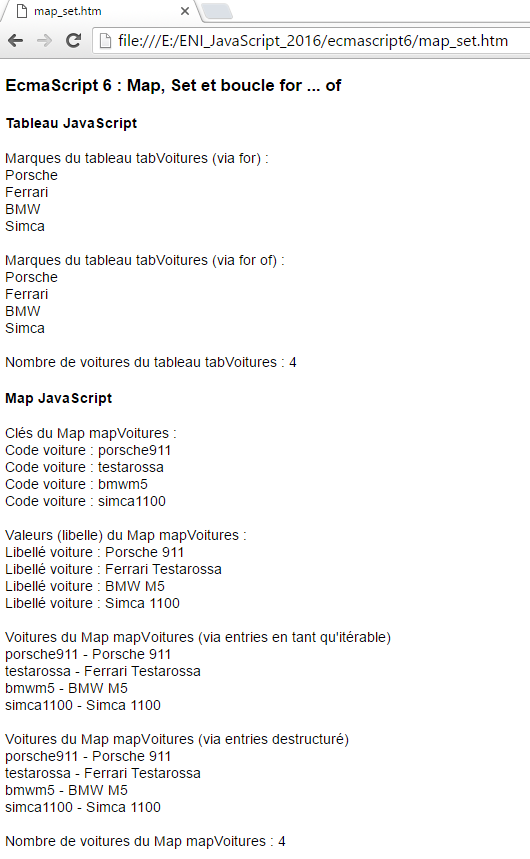 map_set.htm
file:///E:/ENI_JavaScript_2016/ecmascript6/map_set.htm
EcmaScript 6 : Map, Set et boucle for ... of
Tableau JavaScript
Marques du tableau tabVoitures (via for) :
Porsche
Ferrari
BMW
Simca
Marques du tableau tabVoitures (via for of) :
Porsche
Ferrari
BMW
Simca
Nombre de voitures du tableau tabVoitures : 4
Map JavaScript
Clés du Map mapVoitures :
Code voiture : porsche911
Code voiture : testarossa
Code voiture : bmwm5
Code voiture : simca1100
Valeurs (libelle) du Map mapVoitures :
Libellé voiture : Porsche 911
Libellé voiture : Ferrari Testarossa
Libellé voiture : BMW M5
Libellé voiture : Simca 1100
Voitures du Map mapVoitures (via entries en tant qu'itérable)
porsche911 - Porsche 911
testarossa - Ferrari Testarossa
bmwm5 - BMW M5
simca1100 - Simca 1100
Voitures du Map mapVoitures (via entries destructuré)
porsche911 - Porsche 911
testarossa - Ferrari Testarossa
bmwm5 - BMW M5
simca1100 - Simca 1100
Nombre de voitures du Map mapVoitures : 4